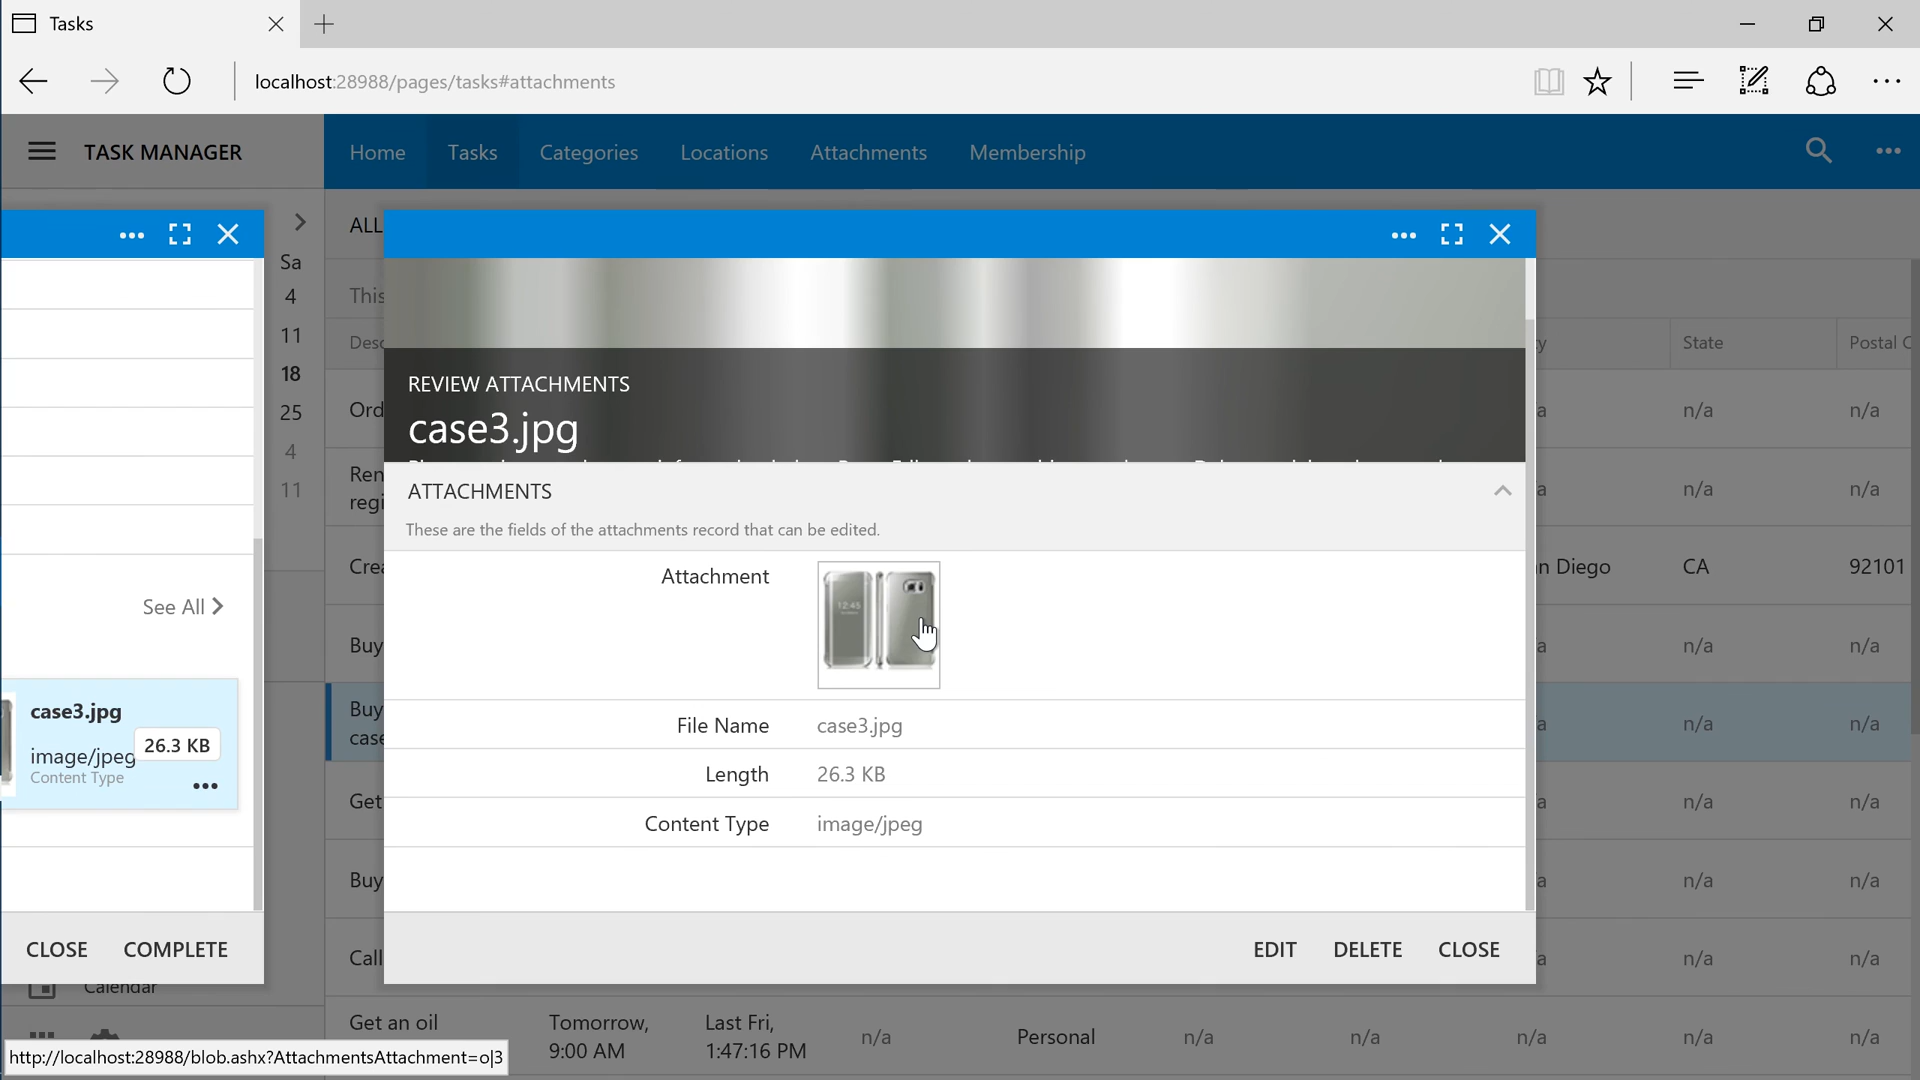 Tasks
localhost:28988/pages/tasks#attachments
TASK MANAGER
Home Tasks Categories Locations Attachments Membership
Sa
4
11
18
25
4
11
See All
case3.jpg
26.3 KB
image/jpeg
Content Type
CLOSE COMPLETE
Calendar
ALL
This
REVIEW ATTACHMENTS
case3.jpg
ATTACHMENTS
These are the fields of the attachments record that can be edited.
Attachment
12:45
File Name case3.jpg
Length 26.3 KB
Content Type image/jpeg
EDIT DELETE CLOSE
State Postal C
n/a n/a
n/a n/a
n Diego CA 92101
n/a n/a
Buy
n/a n/a
Buy
case
n/a n/a
Get
n/a n/a
Buy
n/a n/a
Call
n/a n/a
Get an oil
Tomorrow,
9:00 AM
Last Fri,
1:47:16 PM
n/a Personal n/a n/a n/a n/a n/a
http://localhost:28988/blob.ashx?AttachmentsAttachment=o|3